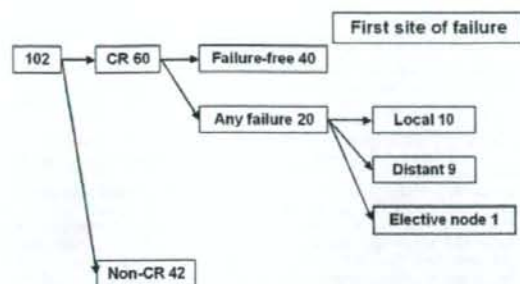 First site of failure
102
CR 60
Failure-free 40
Any failure 20
Local 10
Distant 9
Elective node 1
Non-CR 42